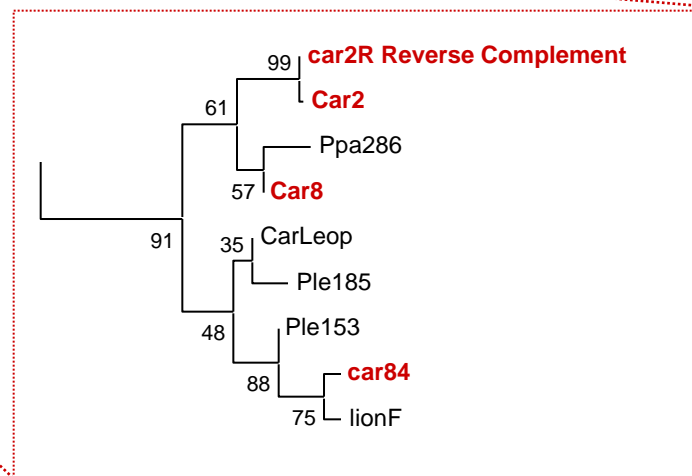 99 car2R Reverse Complement
Car2
61
Ppa286
57 Car8
91
35 CarLeop
Ple185
48
Ple153
88
car84
75 lionF